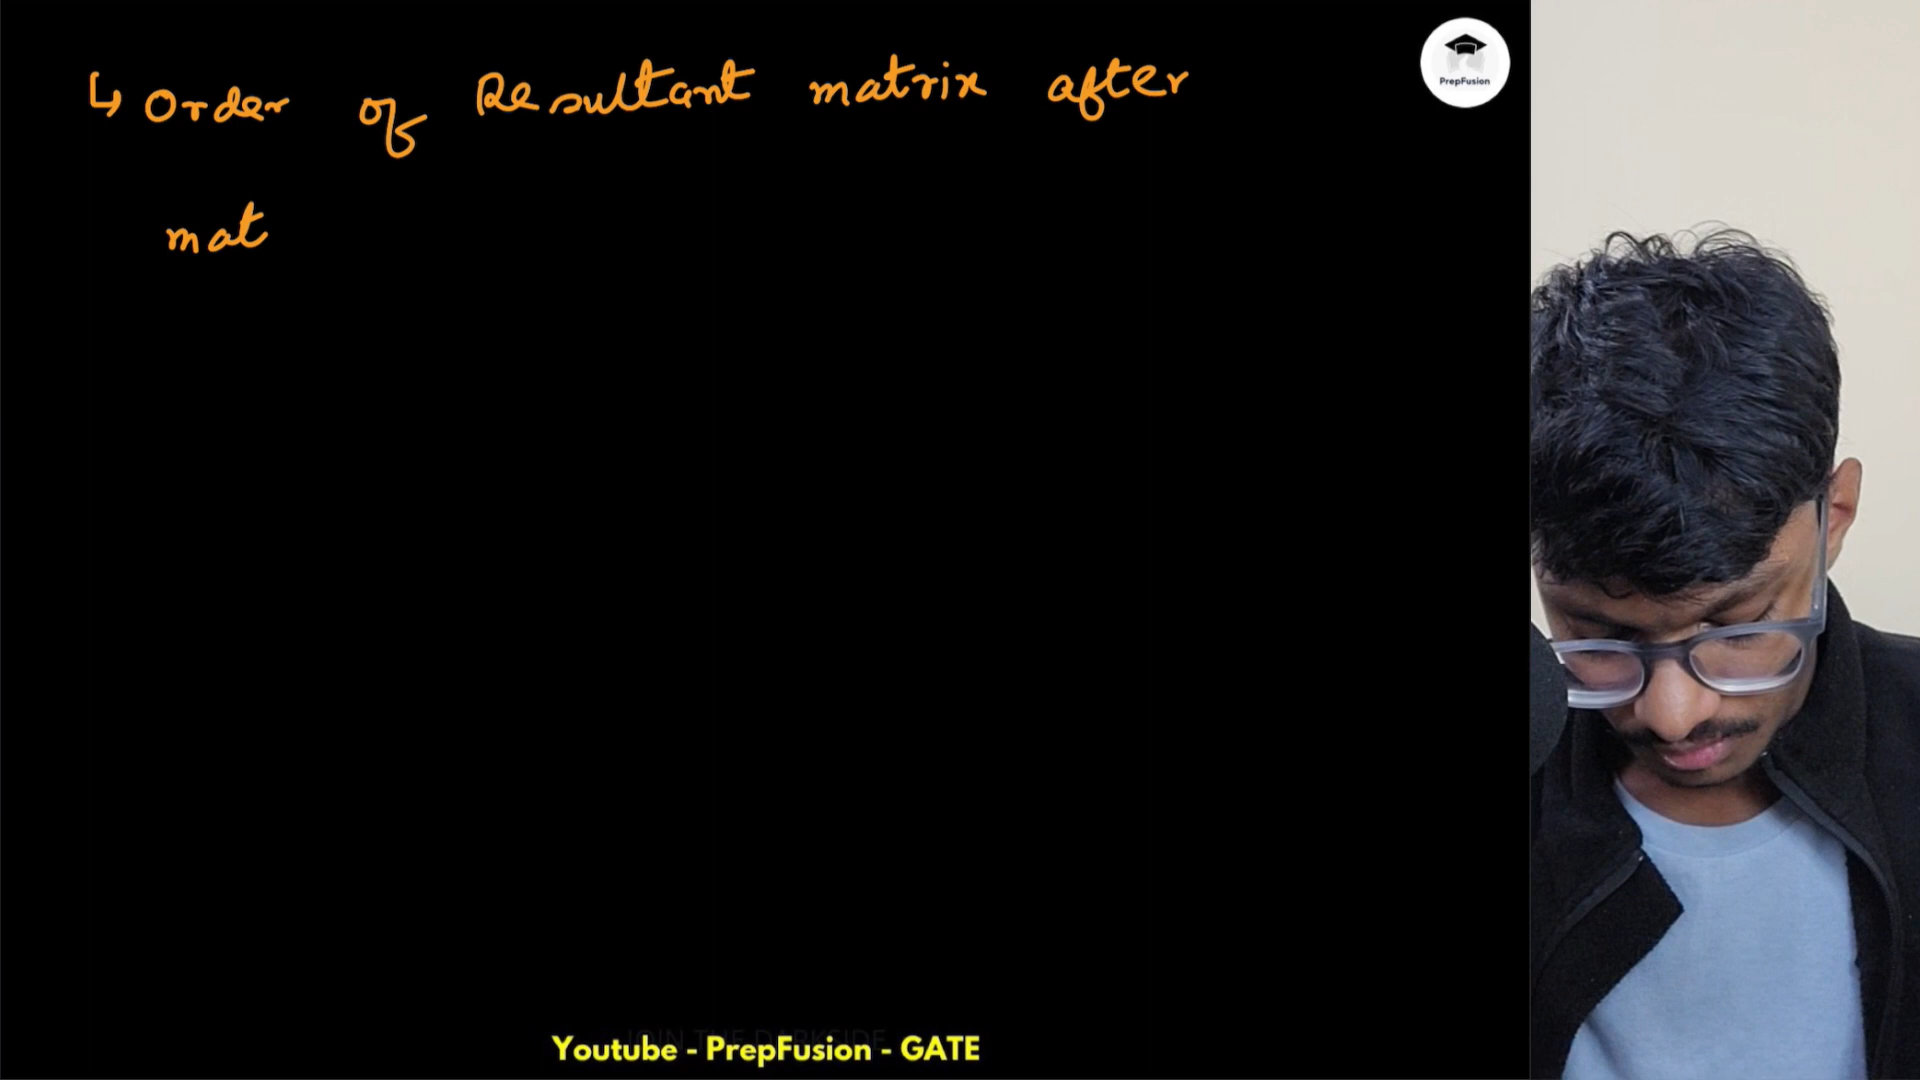 ↳ Order of Resultant matrix after
mat
PrepFusion
Youtube - PrepFusion - GATE